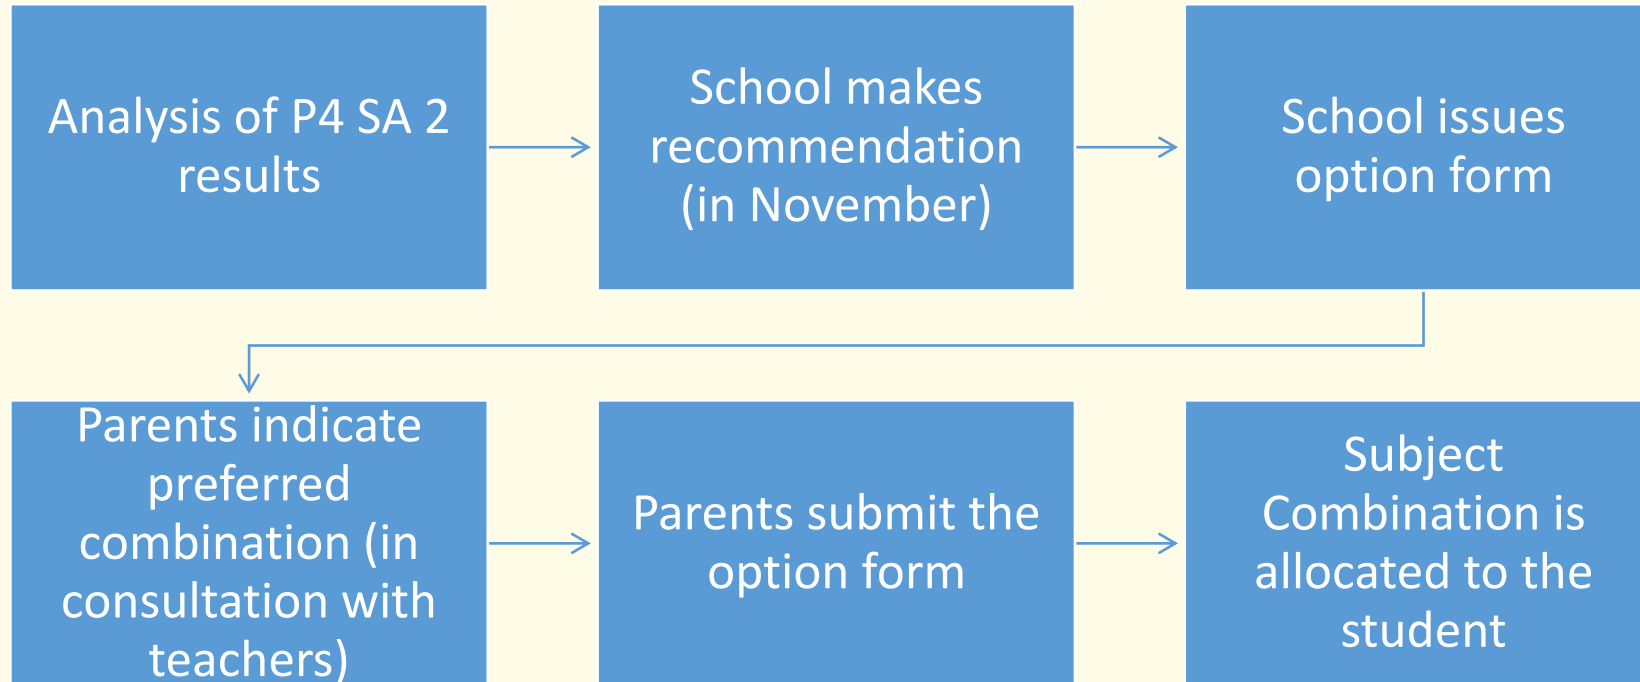 Analysis of P4 SA 2
results
School makes
recommendation
(in November)
School issues
option form
Parents indicate
preferred
combination (in
consultation with
teachers)
Parents submit the
option form
Subject
Combination is
allocated to the
student